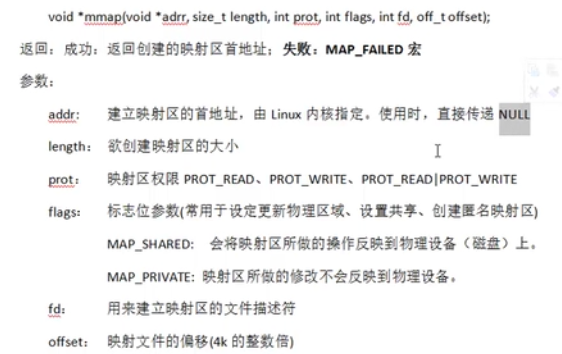 void *mmap(void *adrr, size_t length, int prot, int flags, int fd, off_t offset);
返回：成功：返回创建的映射区首地址；失败：MAP_FAILED 宏
参数：
addr: 建立映射区的首地址，由 Linux 内核指定。使用时，直接传递 NULL
length： 欲创建映射区的大小
prot： 映射区权限 PROT_READ、PROT_WRITE、PROT_READ|PROT_WRITE
flags： 标志位参数(常用于设定更新物理区域、设置共享、创建匿名映射区)
MAP_SHARED: 会将映射区所做的操作反映到物理设备（磁盘）上。
MAP_PRIVATE: 映射区所做的修改不会反映到物理设备。
fd： 用来建立映射区的文件描述符
offset： 映射文件的偏移(4k 的整数倍)